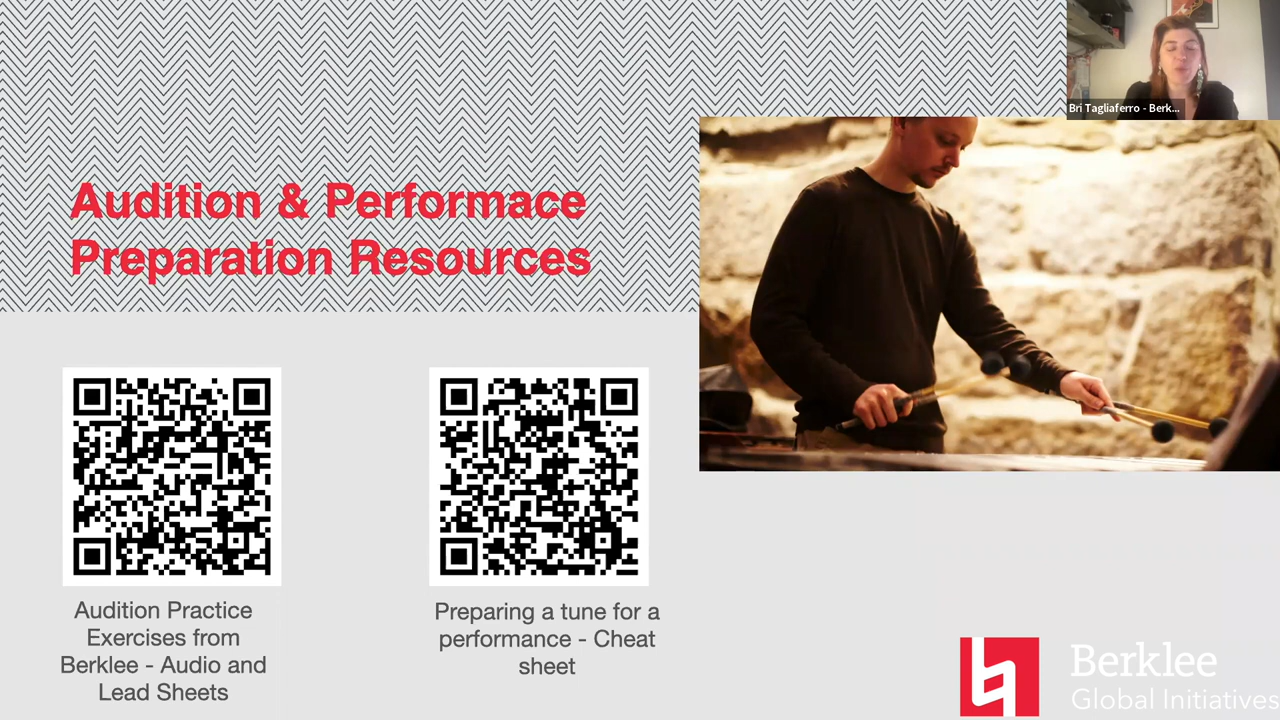 Bri Tagliaferro - Berk...
Audition & Performace
Preparation Resources
Audition Practice
Exercises from
Berklee - Audio and
Lead Sheets
Preparing a tune for a
performance - Cheat
sheet
Berklee
Global Initiatives